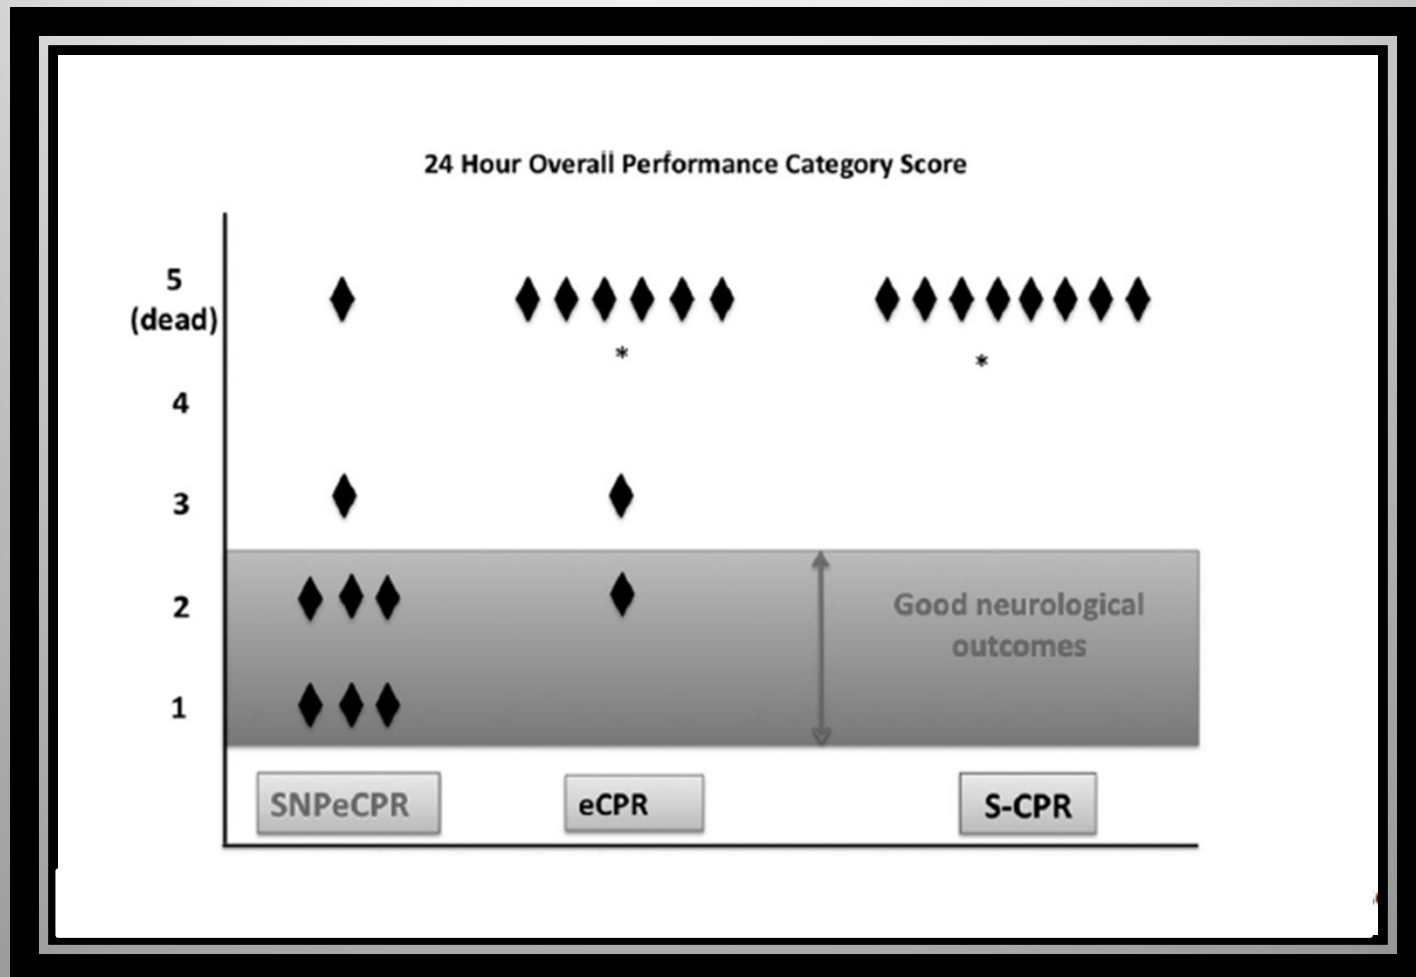 24 Hour Overall Performance Category Score
5
(dead)
*
*
4
3
2
Good neurological
outcomes
1
SNPeCPR
eCPR
S-CPR